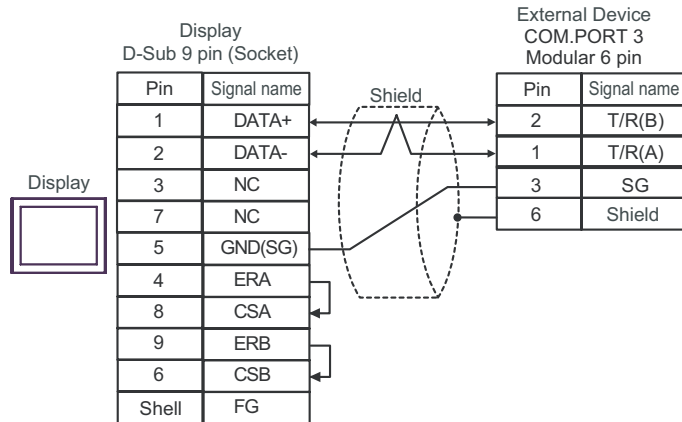 Display
D-Sub 9 pin (Socket)
External Device
COM.PORT 3
Modular 6 pin
Pin Signal name
Shield
Pin Signal name
1 DATA+
2 T/R(B)
2 DATA-
1 T/R(A)
Display
3 NC
3 SG
7 NC
6 Shield
5 GND(SG)
4 ERA
8 CSA
9 ERB
6 CSB
Shell FG